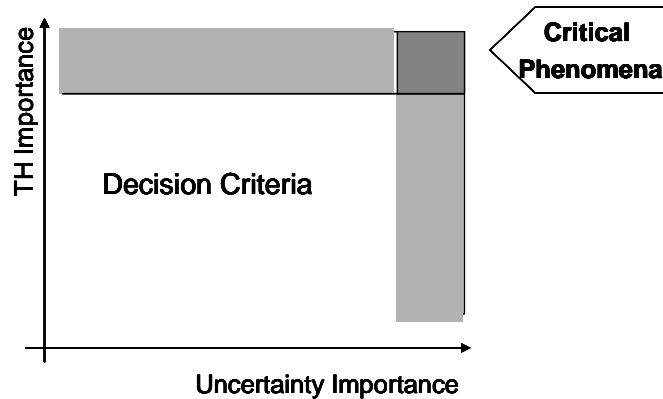 Critical
Phenomena
TH Importance
Decision Criteria
Uncertainty Importance